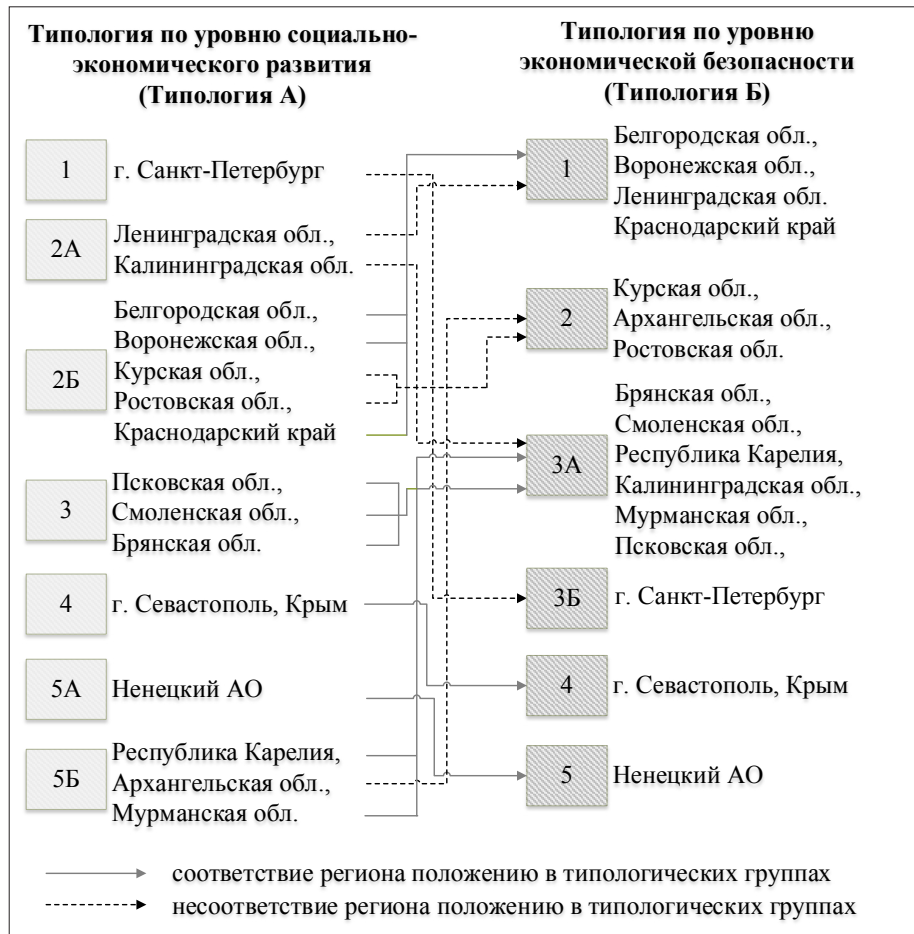 Типология по уровню социально-
экономического развития
(Типология А)
1
г. Санкт-Петербург
2А
Ленинградская обл.,
Калининградская обл.
2Б
Белгородская обл.,
Воронежская обл.,
Курская обл.,
Ростовская обл.,
Краснодарский край
3
Псковская обл.,
Смоленская обл.,
Брянская обл.
4
г. Севастополь, Крым
5А
Ненецкий АО
5Б
Республика Карелия,
Архангельская обл.,
Мурманская обл.
Типология по уровню
экономической безопасности
(Типология Б)
1
Белгородская обл.,
Воронежская обл.,
Ленинградская обл.
Краснодарский край
2
Курская обл.,
Архангельская обл.,
Ростовская обл.
3А
Брянская обл.,
Смоленская обл.,
Республика Карелия,
Калининградская обл.,
Мурманская обл.,
Псковская обл.,
3Б
г. Санкт-Петербург
4
г. Севастополь, Крым
5
Ненецкий АО
соответствие региона положению в типологических группах
несоответствие региона положению в типологических группах